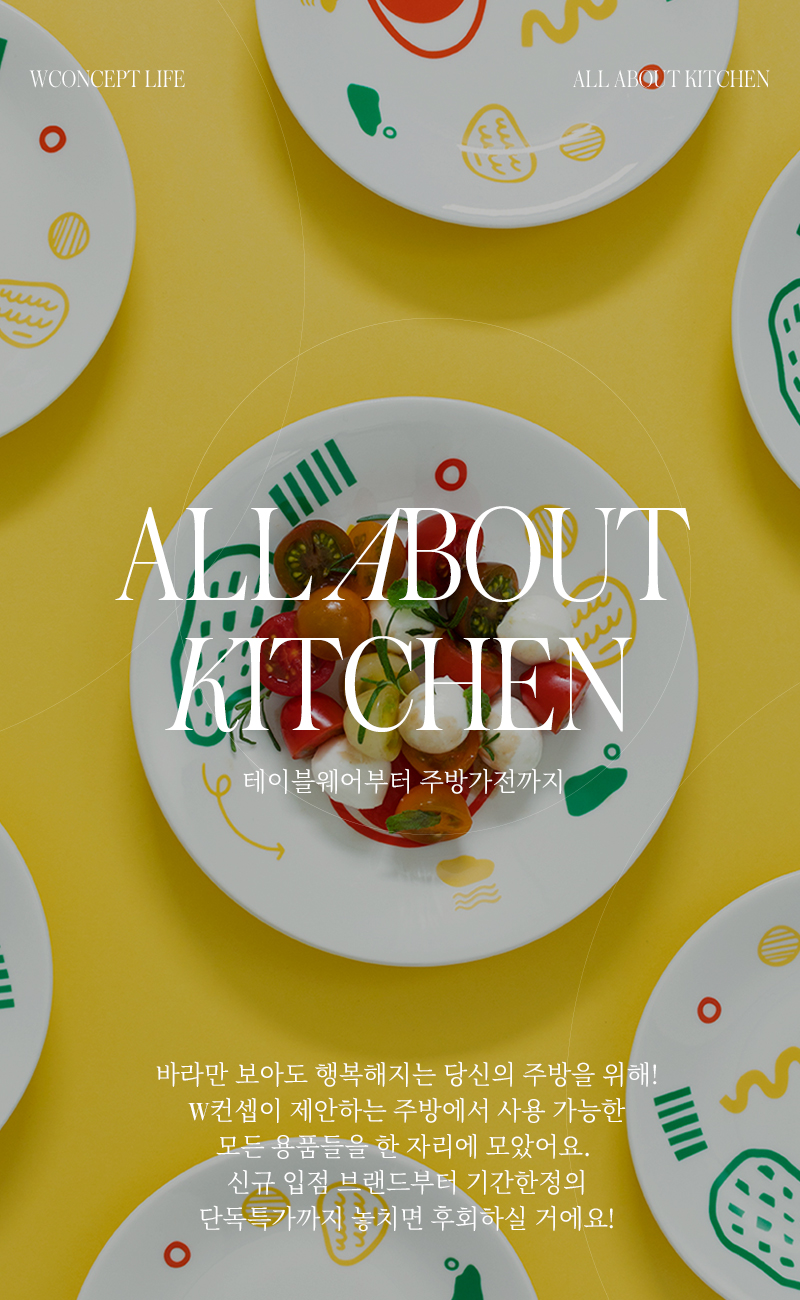 WCONCEPT LIFE
ALL ABOUT KITCHEN
ALL ABOUT
KITCHEN
테이블웨어부터 주방가전까지
바라만 보아도 행복해지는 당신의 주방을 위해!
W컨셉이 제안하는 주방에서 사용 가능한
모든 용품들을 한 자리에 모았어요.
신규 입점 브랜드부터 기간한정의
단독특가까지 놓치면 후회하실 거에요!